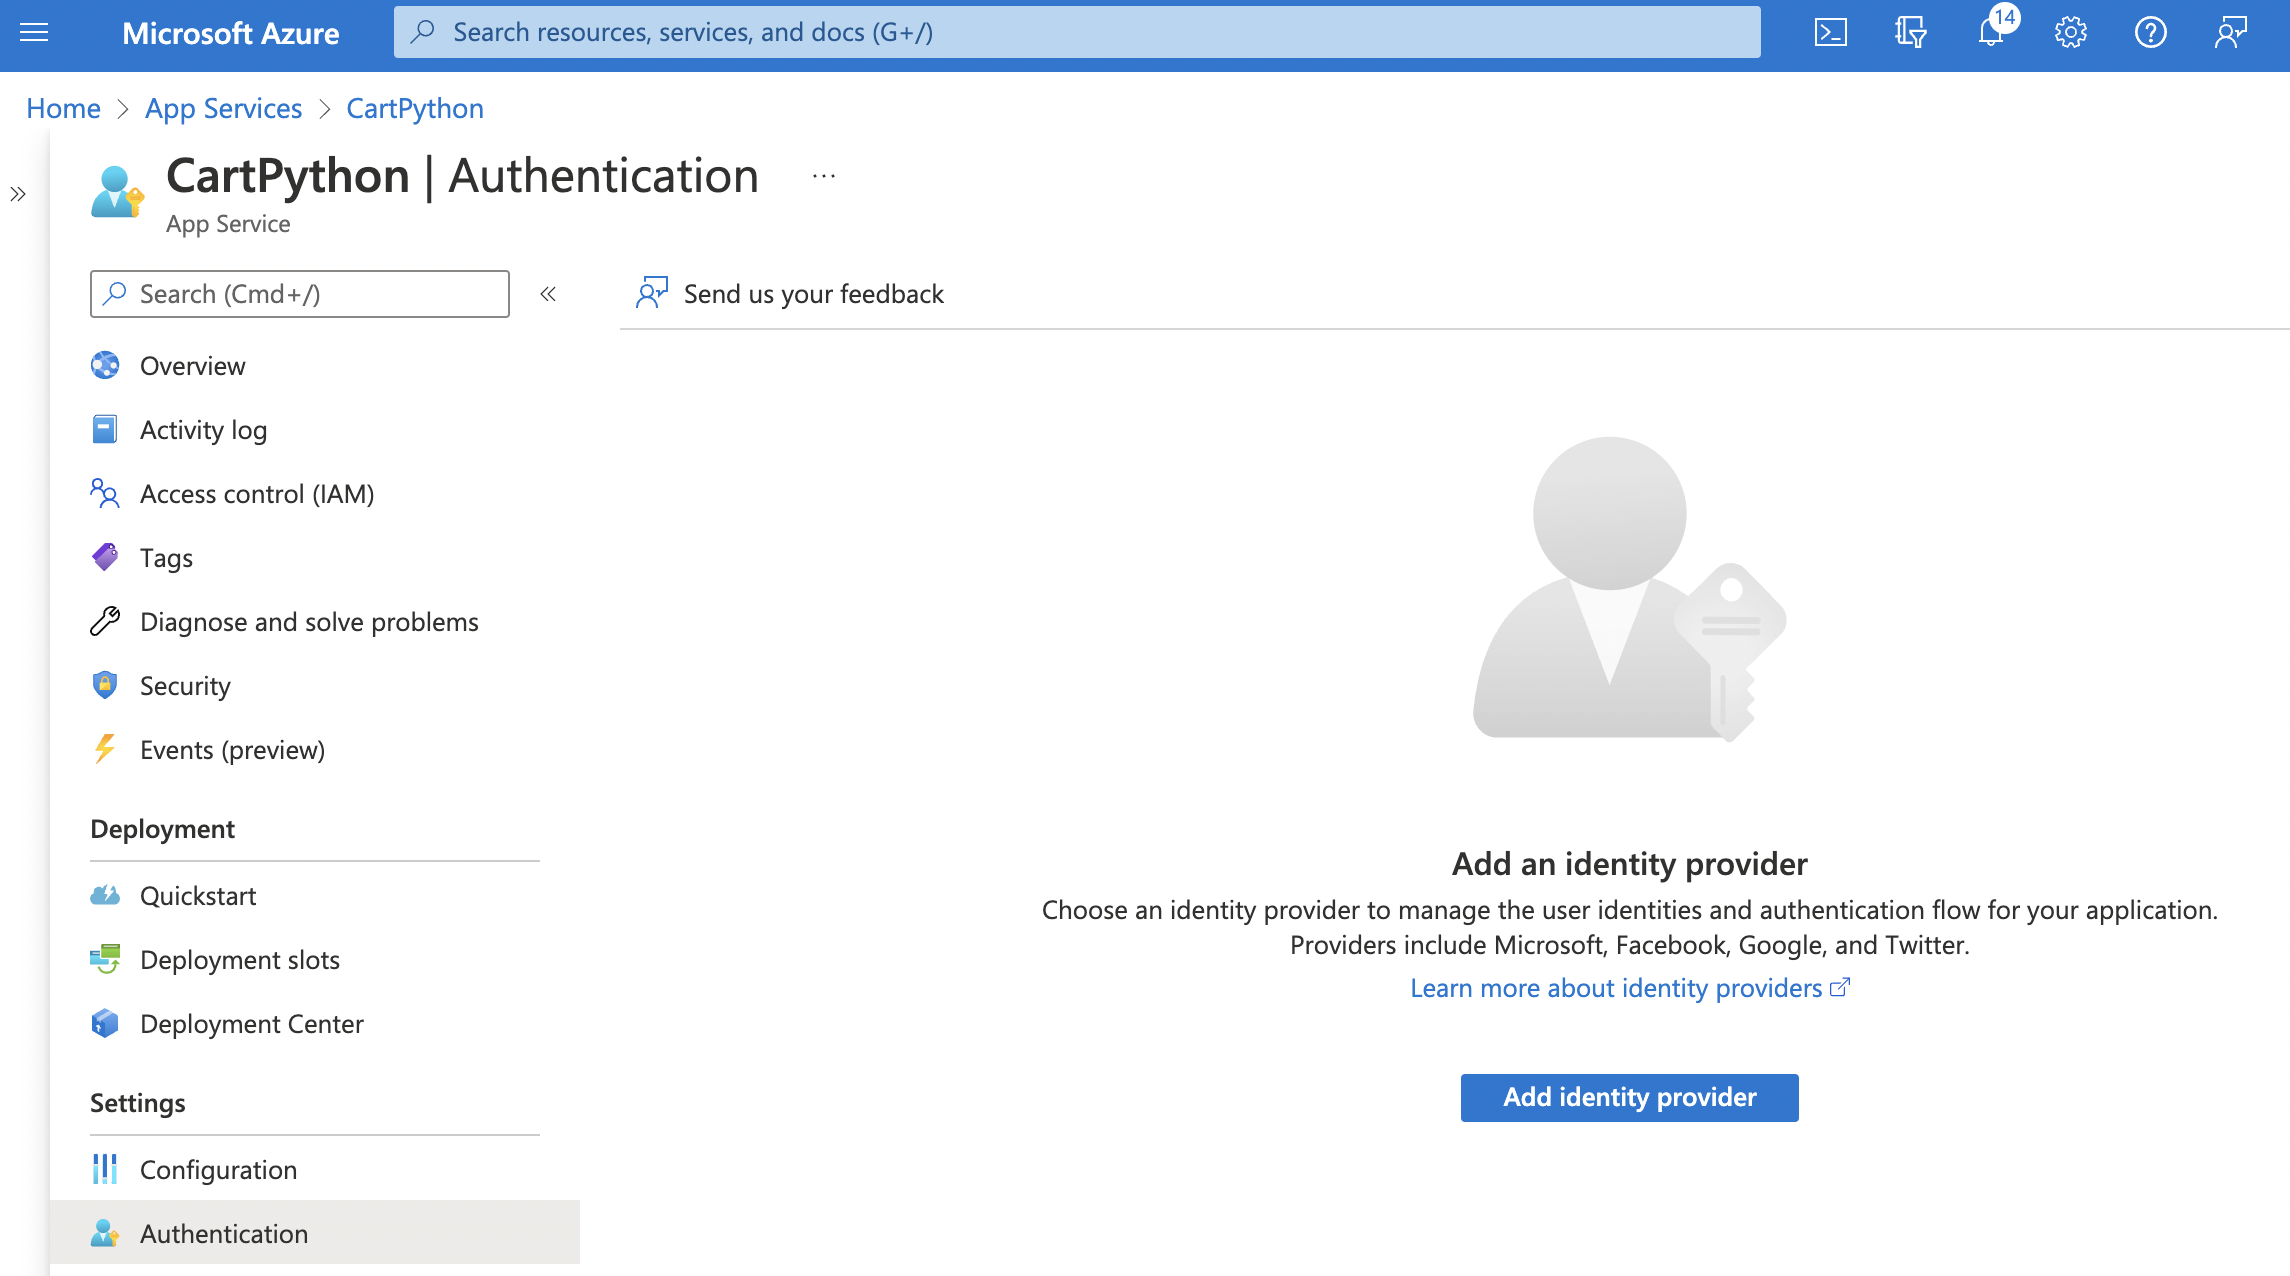 Microsoft Azure
Search resources, services, and docs (G+/)
14
Home > App Services > CartPython
CartPython | Authentication ...
App Service
Search (Cmd+/)
Send us your feedback
Overview
Activity log
Access control (IAM)
Tags
Diagnose and solve problems
Security
Events (preview)
Deployment
Quickstart
Deployment slots
Deployment Center
Settings
Configuration
Authentication
Add an identity provider
Choose an identity provider to manage the user identities and authentication flow for your application.
Providers include Microsoft, Facebook, Google, and Twitter.
Learn more about identity providers
Add identity provider